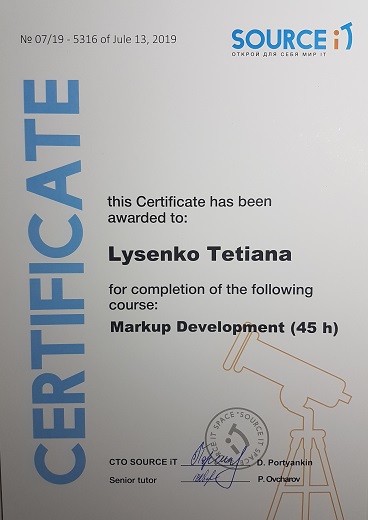 № 07/19 - 5316 of Jule 13, 2019
SOURCE iT
ОТКРОЙ ДЛЯ СЕБЯ МИР IT
CERTIFICATE
this Certificate has been
awarded to:
Lysenko Tetiana
for completion of the following
course:
Markup Development (45 h)
SOURCE IT SPACE
iT
CTO SOURCE iT D. Portyankin
Senior tutor P. Ovcharov